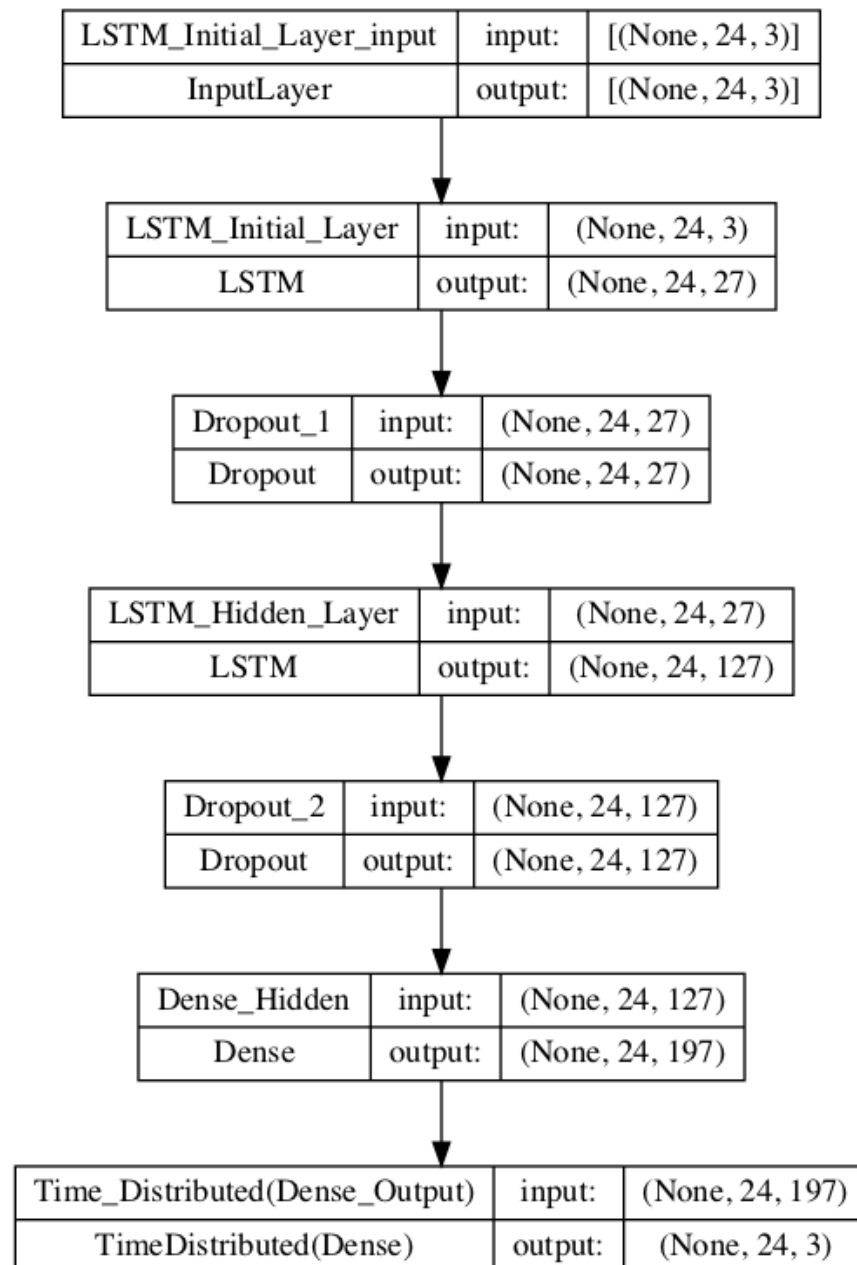 LSTM_Initial_Layer_input input: [(None, 24, 3)]
InputLayer output: [(None, 24, 3)]
LSTM_Initial_Layer input: (None, 24, 3)
LSTM output: (None, 24, 27)
Dropout_1 input: (None, 24, 27)
Dropout output: (None, 24, 27)
LSTM_Hidden_Layer input: (None, 24, 27)
LSTM output: (None, 24, 127)
Dropout_2 input: (None, 24, 127)
Dropout output: (None, 24, 127)
Dense_Hidden input: (None, 24, 127)
Dense output: (None, 24, 197)
Time_Distributed(Dense_Output) input: (None, 24, 197)
TimeDistributed(Dense) output: (None, 24, 3)